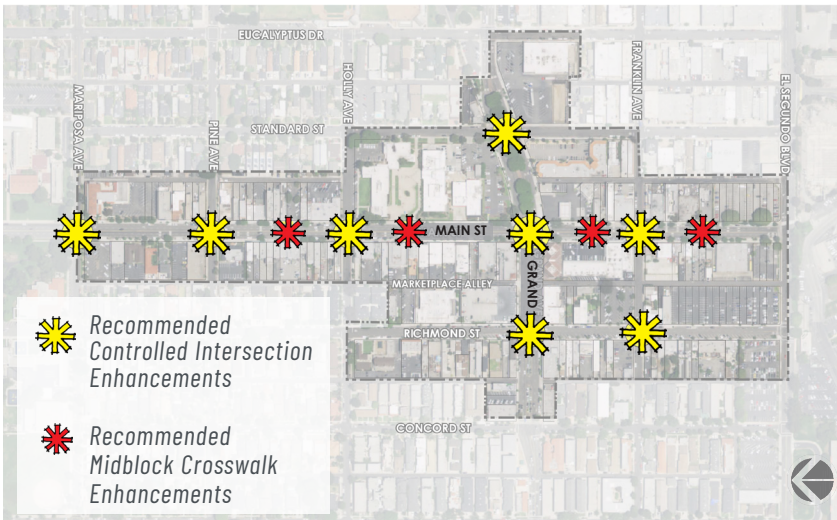 EUCALYPTUS DR
MARIPOSA AVE
PINE AVE
HOLLY AVE
STANDARD ST
FRANKLIN AVE
EL SEGUNDO BLVD
MAIN ST
GRAND
MARKETPLACE ALLEY
RICHMOND ST
CONCORD ST
Recommended
Controlled Intersection
Enhancements
Recommended
Midblock Crosswalk
Enhancements